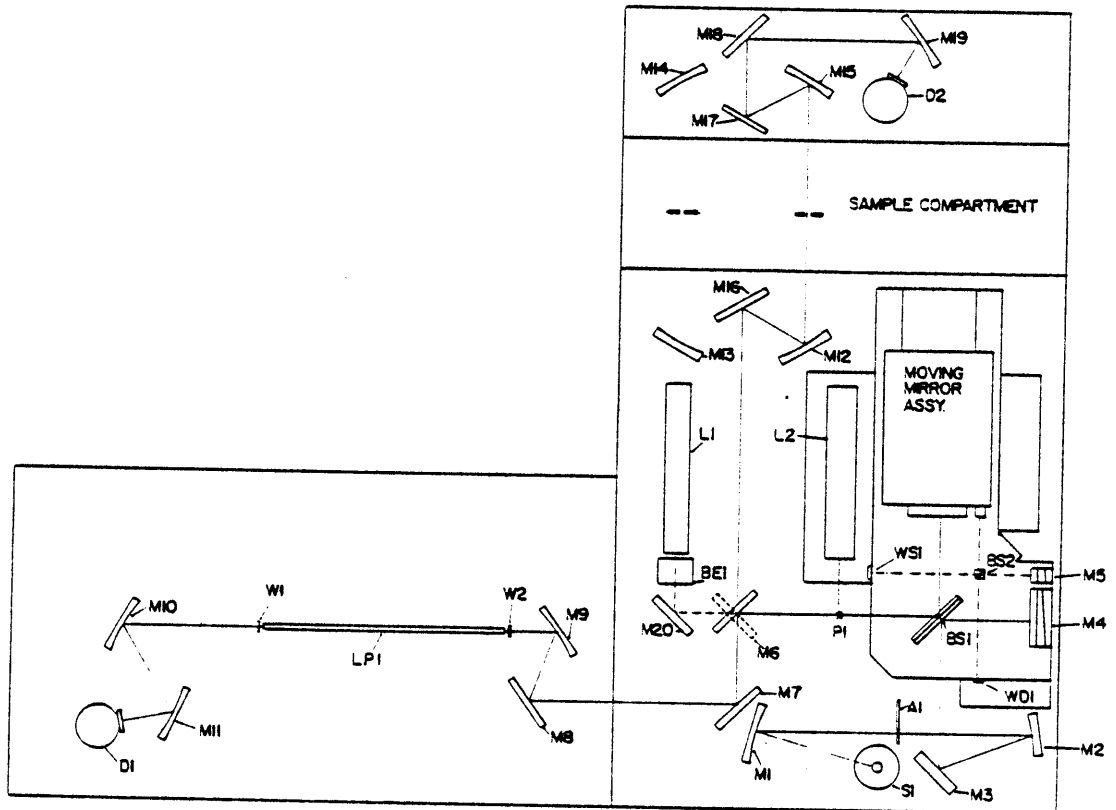 M18
M19
M14
M15
D2
M17
SAMPLE COMPARTMENT
M16
M13
M12
MOVING
MIRROR
ASSY.
L1
L2
WS1
BS2
BE1
M5
M10
W1
W2
M9
M20
M6
P1
BS1
M4
LP1
M7
WD1
M8
A1
M11
M2
D1
M1
S1
M3